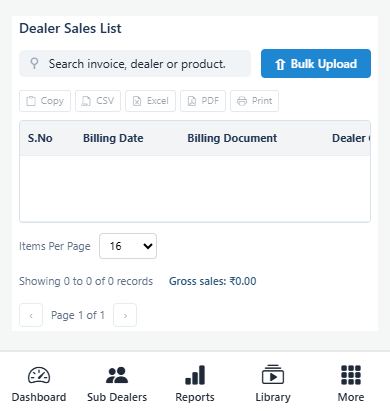 Dealer Sales List
Search invoice, dealer or product.
Bulk Upload
Copy CSV Excel PDF Print
S.No Billing Date Billing Document Dealer
Items Per Page 16
Showing 0 to 0 of 0 records Gross sales: ₹0.00
‹ Page 1 of 1 ›
Dashboard Sub Dealers Reports Library More